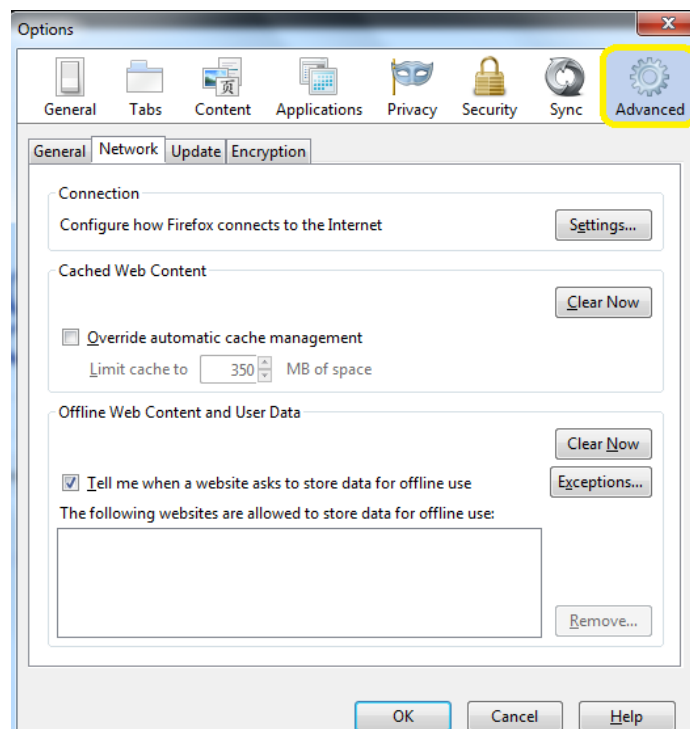 Options
General Tabs Content Applications Privacy Security Sync Advanced
General Network Update Encryption
Connection
Configure how Firefox connects to the Internet Settings...
Cached Web Content
Clear Now
Override automatic cache management
Limit cache to 350 MB of space
Offline Web Content and User Data
Clear Now
Tell me when a website asks to store data for offline use Exceptions...
The following websites are allowed to store data for offline use:
Remove...
OK Cancel Help